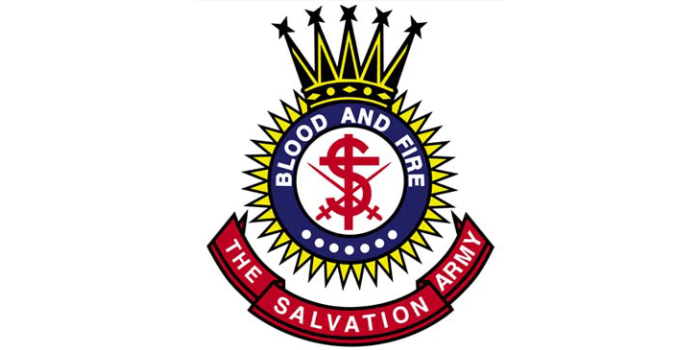 BLOOD AND FIRE
S
THE SALVATION ARMY